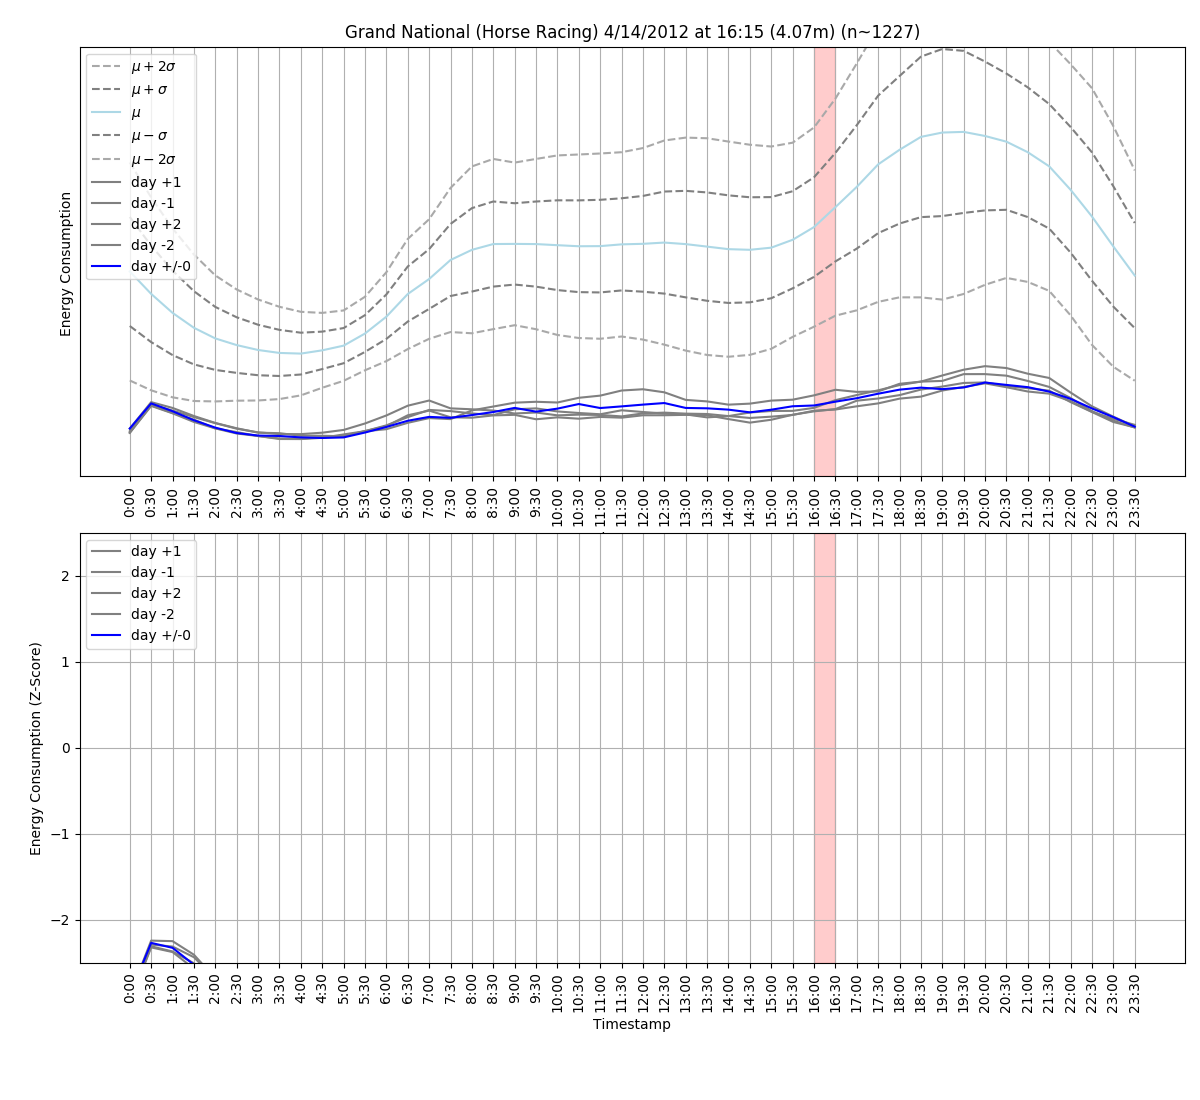 Grand National (Horse Racing) 4/14/2012 at 16:15 (4.07m) (n~1227)
μ + 2σ
μ + σ
μ
μ − σ
μ − 2σ
day +1
day -1
day +2
day -2
day +/-0
Energy Consumption
0:00 0:30 1:00 1:30 2:00 2:30 3:00 3:30 4:00 4:30 5:00 5:30 6:00 6:30 7:00 7:30 8:00 8:30 9:00 9:30 10:00 10:30 11:00 11:30 12:00 12:30 13:00 13:30 14:00 14:30 15:00 15:30 16:00 16:30 17:00 17:30 18:00 18:30 19:00 19:30 20:00 20:30 21:00 21:30 22:00 22:30 23:00 23:30
day +1
day -1
day +2
day -2
day +/-0
Energy Consumption (Z-Score)
2
1
0
−1
−2
0:00 0:30 1:00 1:30 2:00 2:30 3:00 3:30 4:00 4:30 5:00 5:30 6:00 6:30 7:00 7:30 8:00 8:30 9:00 9:30 10:00 10:30 11:00 11:30 12:00 12:30 13:00 13:30 14:00 14:30 15:00 15:30 16:00 16:30 17:00 17:30 18:00 18:30 19:00 19:30 20:00 20:30 21:00 21:30 22:00 22:30 23:00 23:30
Timestamp